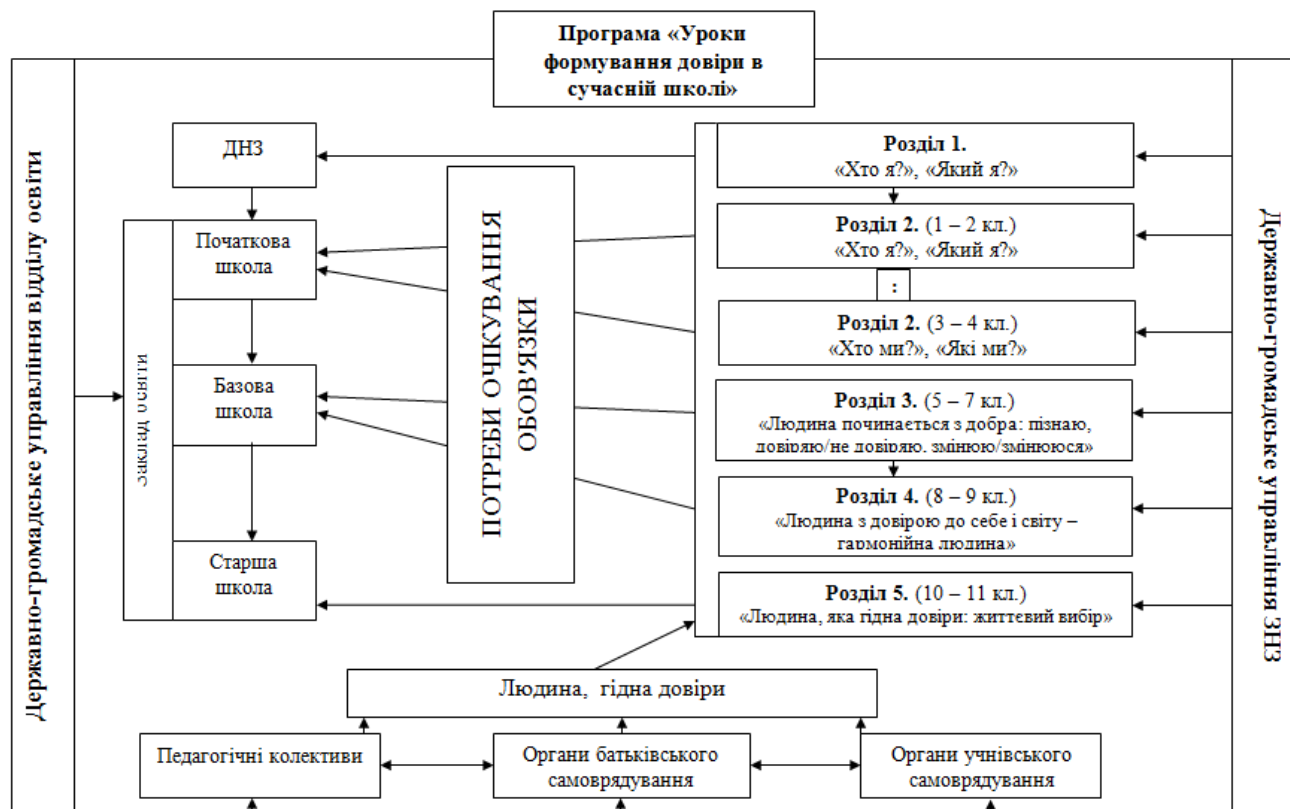 Програма «Уроки
формування довіри в
сучасній школі»
Державно-громадське управління відділу освіти
ДНЗ
Заклад освіти
Початкова
школа
Базова
школа
Старша
школа
ПОТРЕБИ ОЧІКУВАННЯ
ОБОВ'ЯЗКИ
Розділ 1.
«Хто я?», «Який я?»
Розділ 2. (1 – 2 кл.)
«Хто я?», «Який я?»
:
Розділ 2. (3 – 4 кл.)
«Хто ми?», «Які ми?»
Розділ 3. (5 – 7 кл.)
«Людина починається з добра: пізнаю,
довіряю/не довіряю, змінюю/змінююся»
Розділ 4. (8 – 9 кл.)
«Людина з довірою до себе і світу –
гармонійна людина»
Розділ 5. (10 – 11 кл.)
«Людина, яка гідна довіри: життєвий вибір»
Державно-громадське управління ЗНЗ
Людина, гідна довіри
Педагогічні колективи
Органи батьківського
самоврядування
Органи учнівського
самоврядування